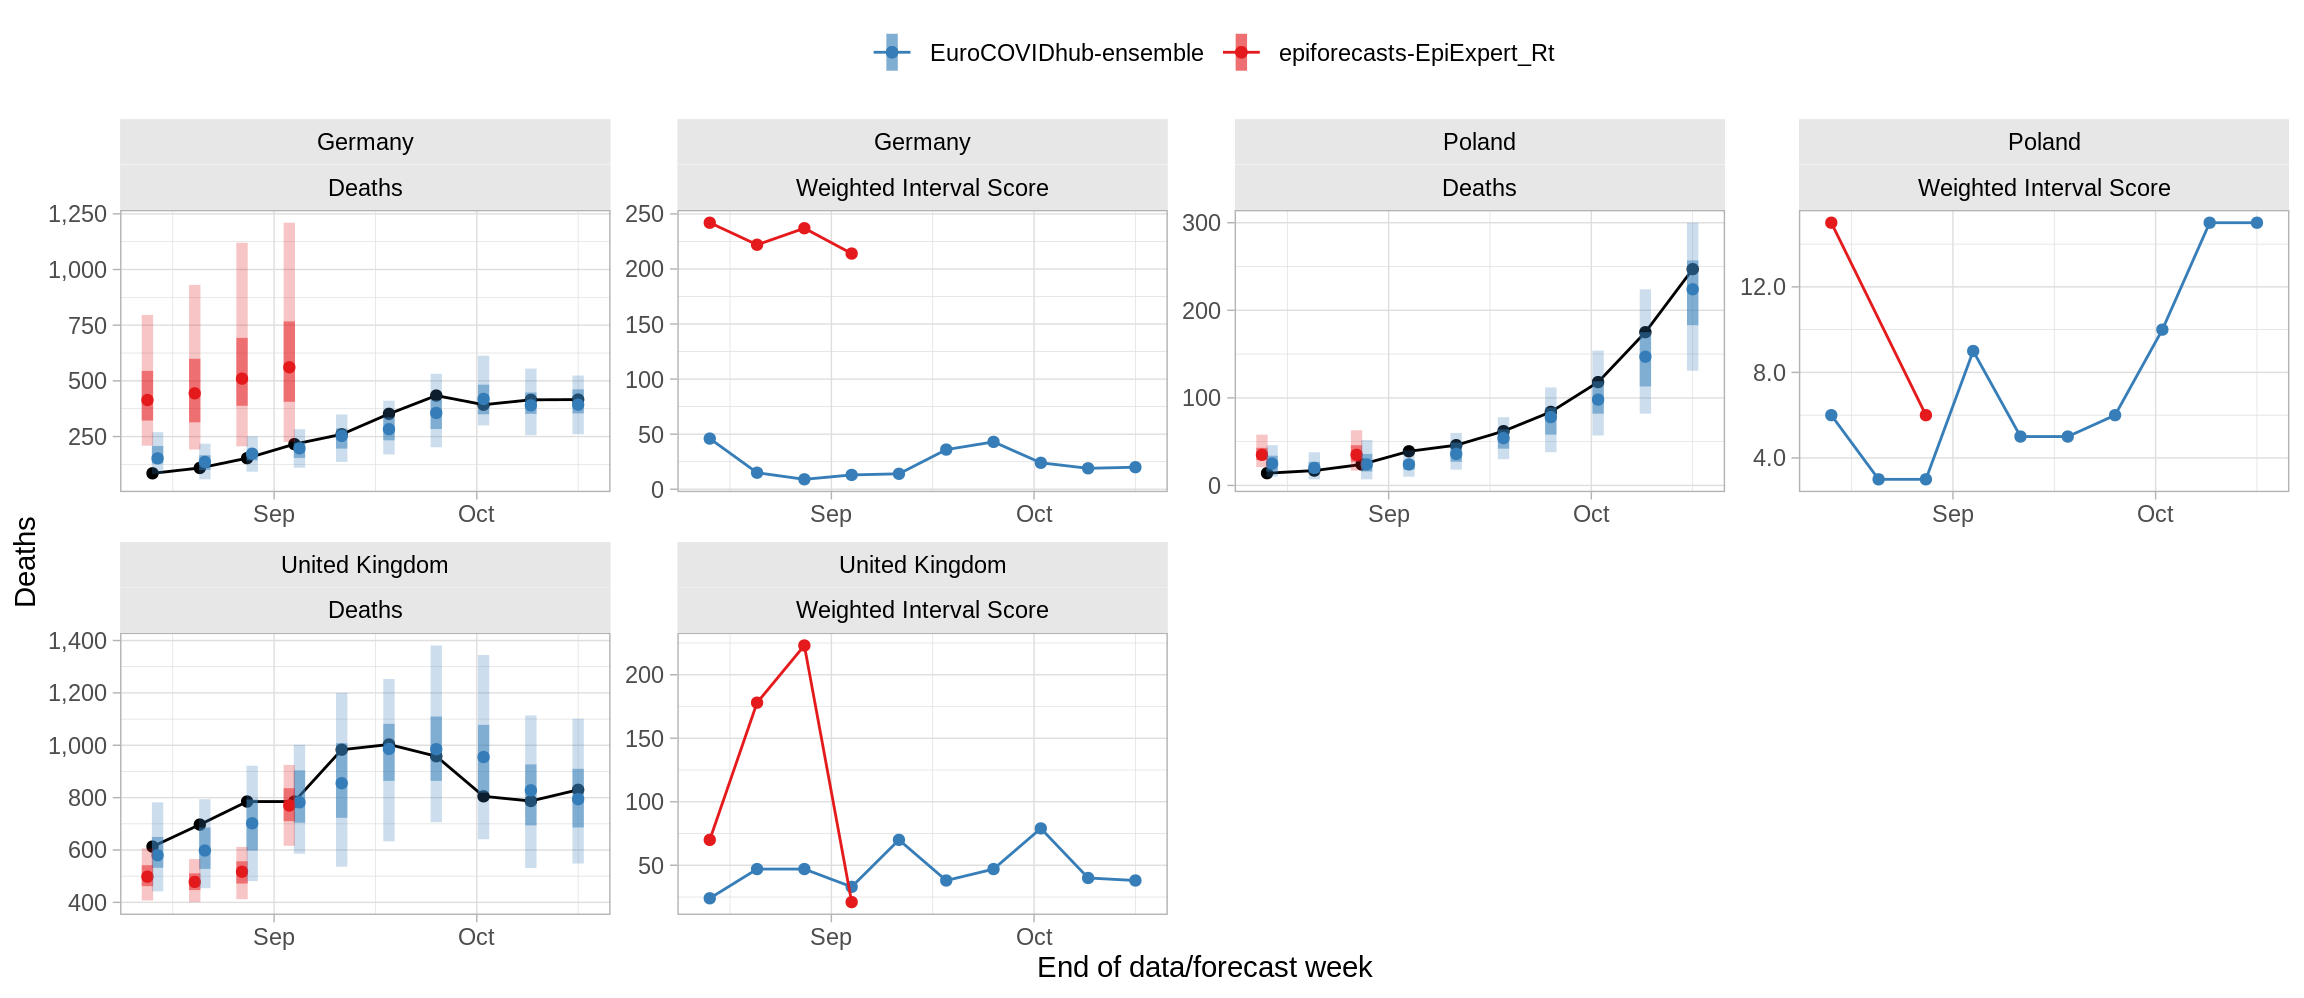 EuroCOVIDhub-ensemble epiforecasts-EpiExpert_Rt
Germany
Deaths
1,250
1,000
750
500
250
Sep Oct
Germany
Weighted Interval Score
250
200
150
100
50
0
Sep Oct
Poland
Deaths
300
200
100
0
Sep Oct
Poland
Weighted Interval Score
12.0
8.0
4.0
Sep Oct
Deaths
United Kingdom
Deaths
1,400
1,200
1,000
800
600
400
Sep Oct
United Kingdom
Weighted Interval Score
200
150
100
50
Sep Oct
End of data/forecast week